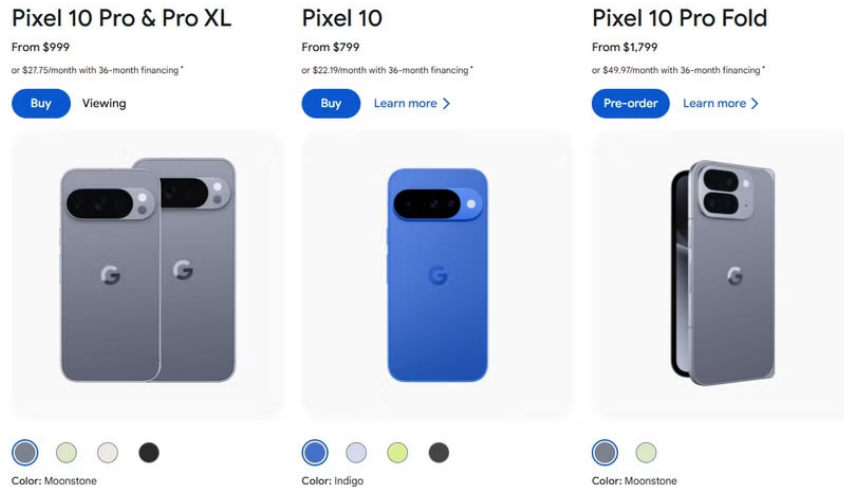 Pixel 10 Pro & Pro XL
From $999
or $27.75/month with 36-month financing*
Buy Viewing
Color: Moonstone
Pixel 10
From $799
or $22.19/month with 36-month financing*
Buy Learn more
Color: Indigo
Pixel 10 Pro Fold
From $1,799
or $49.97/month with 36-month financing*
Pre-order Learn more
Color: Moonstone